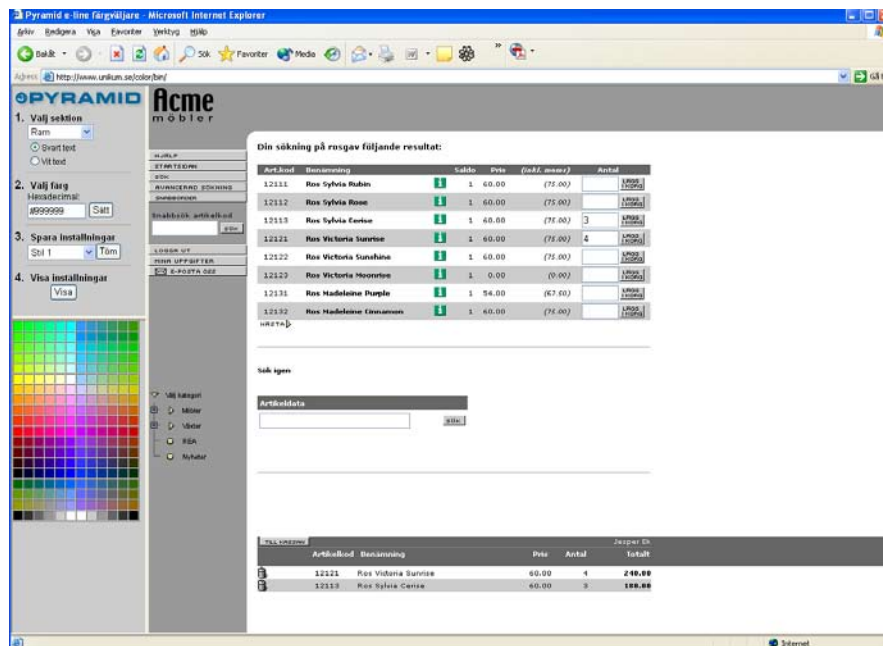 Pyramid e-line färgväljare - Microsoft Internet Explorer
Arkiv Redigera Visa Favoriter Verktyg Hjälp
Bakåt Sök Favoriter Media
Adress http://www.unikum.se/color/bin/ Gå t
PYRAMID
1. Välj sektion
Ram
Svart text
Vit text
2. Välj färg
Hexadecimal:
#999999 Sätt
3. Spara inställningar
Stil 1 Töm
4. Visa inställningar
Visa
Acme
möbler
HJÄLP
STARTSIDAN
SÖK
AVANCERAD SÖKNING
SNABBORDER
Snabbsök artikelkod
SÖK
LOGGA UT
MINA UPPGIFTER
E-POSTA OSS
Välj kategori
Möbler
Växter
REA
Nyheter
Din sökning på rosgav följande resultat:
Art.kod Benämning Saldo Pris (inkl. moms) Antal
12111 Ros Sylvia Rubin 1 60.00 (75.00) LÄGG I KORG
12112 Ros Sylvia Rose 1 60.00 (75.00) LÄGG I KORG
12113 Ros Sylvia Cerise 1 60.00 (75.00) 3 LÄGG I KORG
12121 Ros Victoria Sunrise 1 60.00 (75.00) 4 LÄGG I KORG
12122 Ros Victoria Sunshine 1 60.00 (75.00) LÄGG I KORG
12123 Ros Victoria Moonrise 1 0.00 (0.00) LÄGG I KORG
12131 Ros Madeleine Purple 1 54.00 (67.50) LÄGG I KORG
12132 Ros Madeleine Cinnamon 1 60.00 (75.00) LÄGG I KORG
NÄSTA
Sök igen
Artikeldata
SÖK
TILL KASSAN Jesper Ek
Artikelkod Benämning Pris Antal Totalt
12121 Ros Victoria Sunrise 60.00 4 240.00
12113 Ros Sylvia Cerise 60.00 3 180.00
Internet